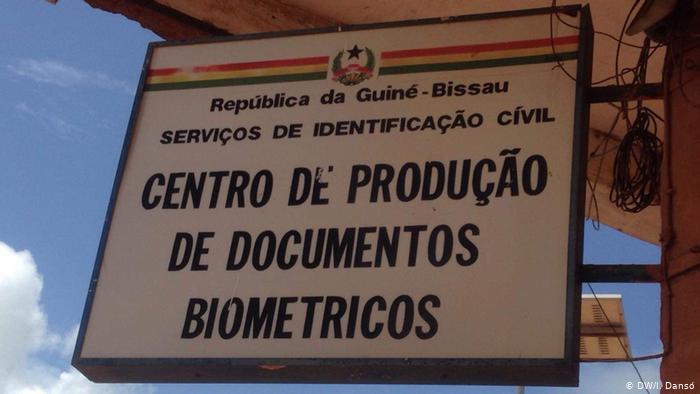 República da Guiné-Bissau
SERVIÇOS DE IDENTIFICAÇÃO CÍVIL
CENTRO DE PRODUÇÃO
DE DOCUMENTOS
BIOMETRICOS
© DW/I. Dansó